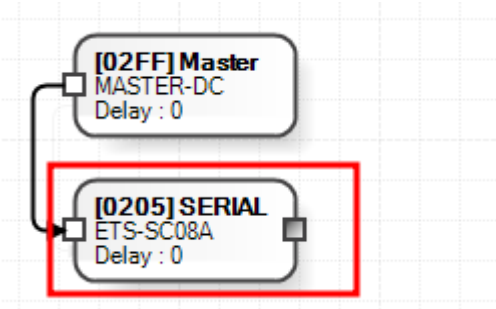 [02FF] Master
MASTER-DC
Delay : 0
[0205] SERIAL
ETS-SC08A
Delay : 0